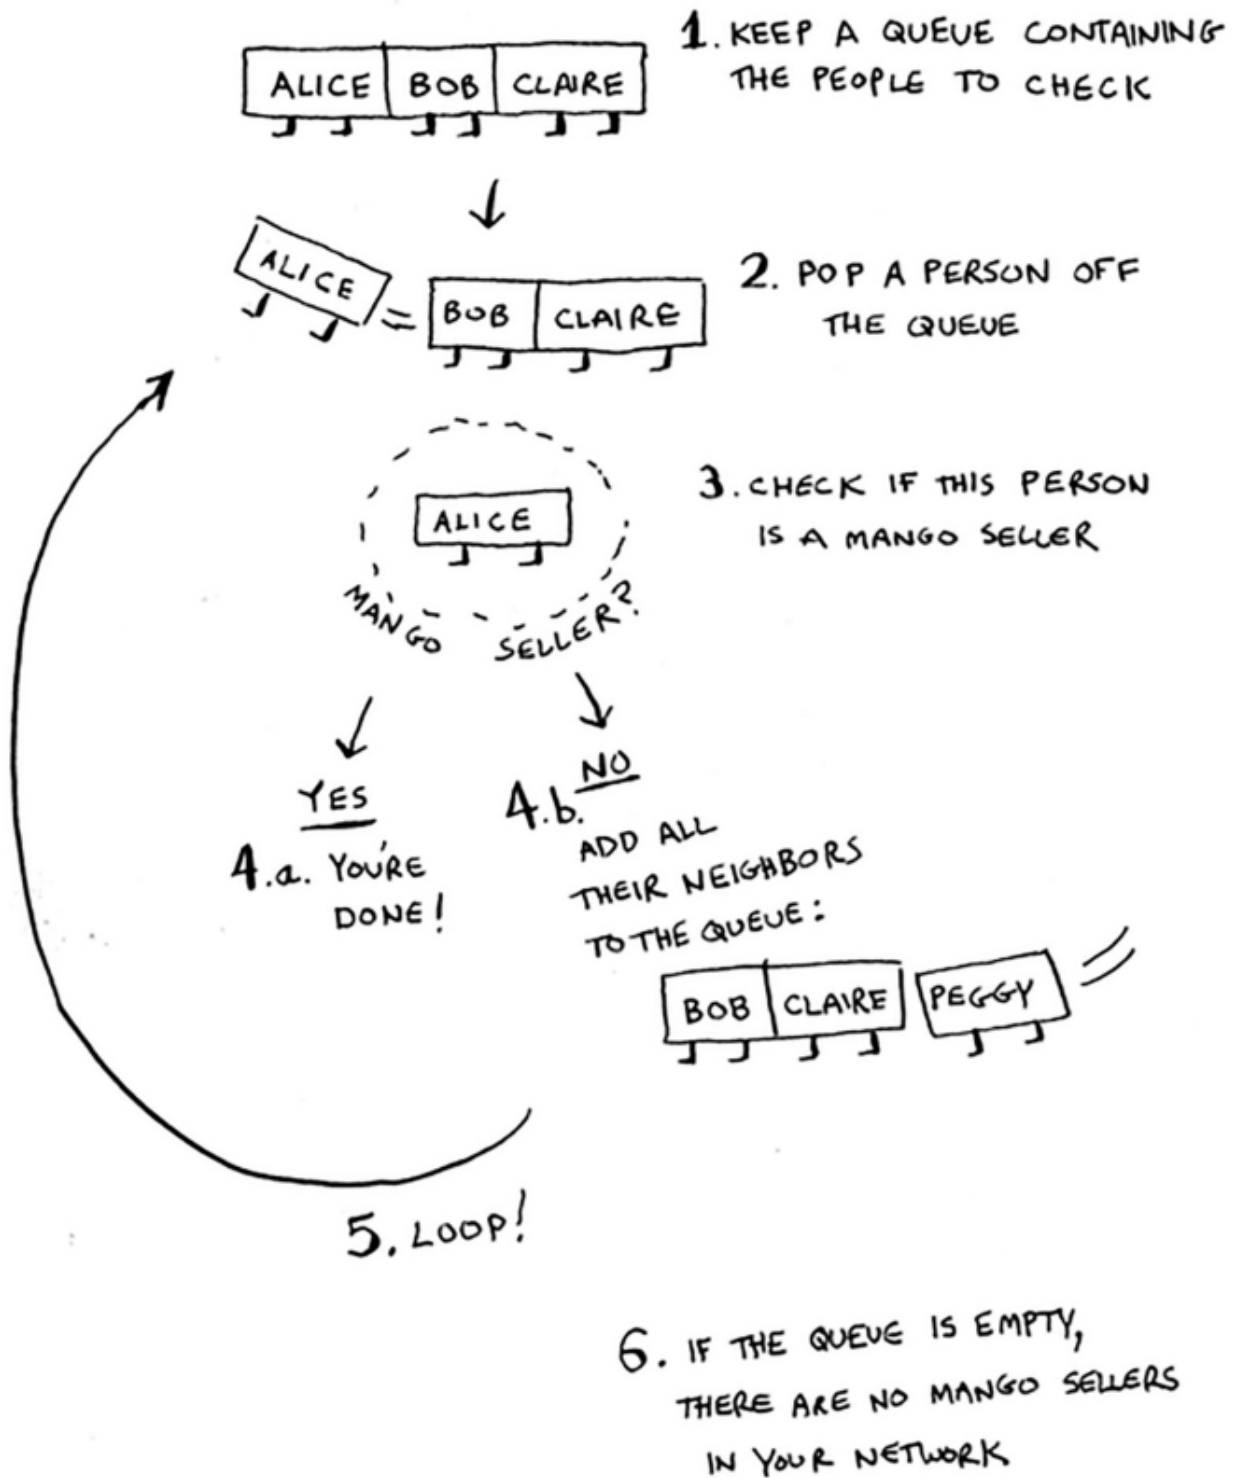 1. KEEP A QUEUE CONTAINING
THE PEOPLE TO CHECK
ALICE BOB CLAIRE
ALICE BOB CLAIRE
2. POP A PERSON OFF
THE QUEUE
3. CHECK IF THIS PERSON
IS A MANGO SELLER
ALICE
MANGO SELLER?
YES
4.a. YOU'RE
DONE!
NO
4.b.
ADD ALL
THEIR NEIGHBORS
TO THE QUEUE:
BOB CLAIRE PEGGY
5. LOOP!
6. IF THE QUEUE IS EMPTY,
THERE ARE NO MANGO SELLERS
IN YOUR NETWORK